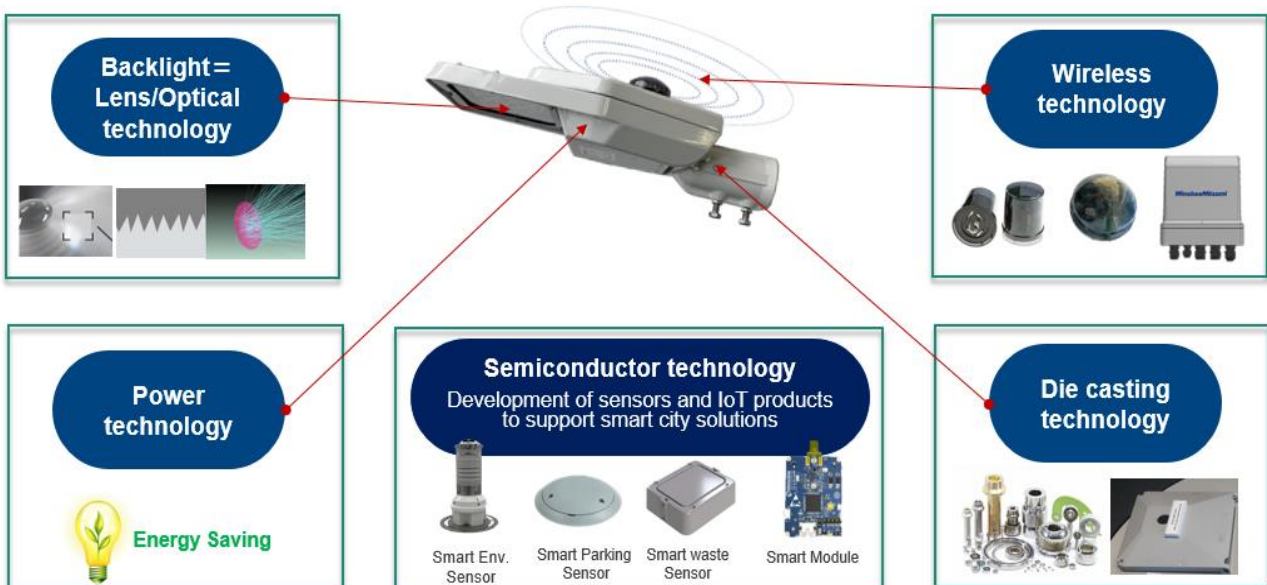 Backlight=
Lens/Optical
technology
Wireless
technology
MinebeaMitsumi
Power
technology
Energy Saving
Semiconductor technology
Development of sensors and IoT products
to support smart city solutions
Smart Env.
Sensor
Smart Parking
Sensor
Smart waste
Sensor
Smart Module
Die casting
technology